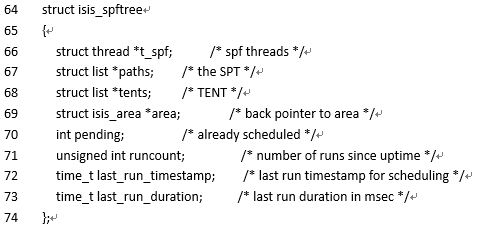 64 struct isis_spftree↵
65 {↵
66 struct thread *t_spf; /* spf threads */↵
67 struct list *paths; /* the SPT */↵
68 struct list *tents; /* TENT */↵
69 struct isis_area *area; /* back pointer to area */↵
70 int pending; /* already scheduled */↵
71 unsigned int runcount; /* number of runs since uptime */↵
72 time_t last_run_timestamp; /* last run timestamp for scheduling */↵
73 time_t last_run_duration; /* last run duration in msec */↵
74 };↵